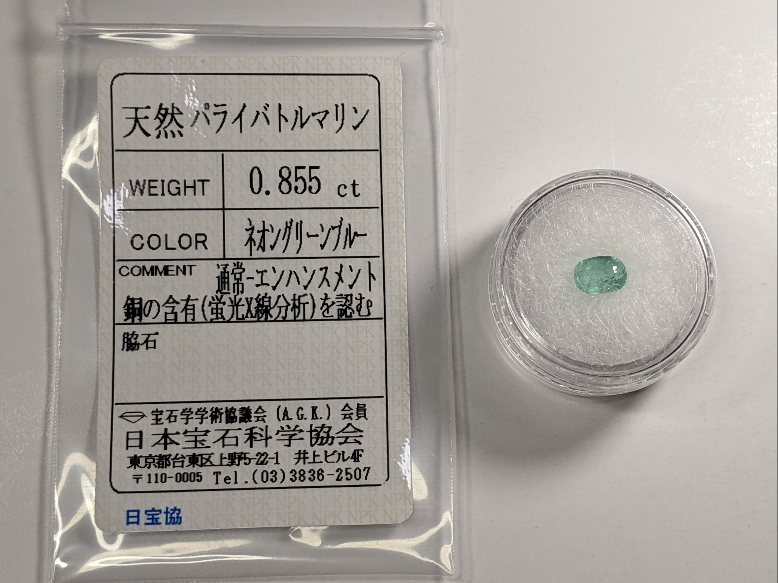 天然 パライバトルマリン
WEIGHT 0.855 ct
COLOR ネオングリーンブルー
COMMENT 通常-エンハンスメント
銅の含有(蛍光X線分析)を認む
脇石
宝石学学術協議会 (A.G.K.) 会員
日本宝石科学協会
東京都台東区上野5-22-1 井上ビル4F
〒110-0005 Tel.(03)3836-2507
日宝協